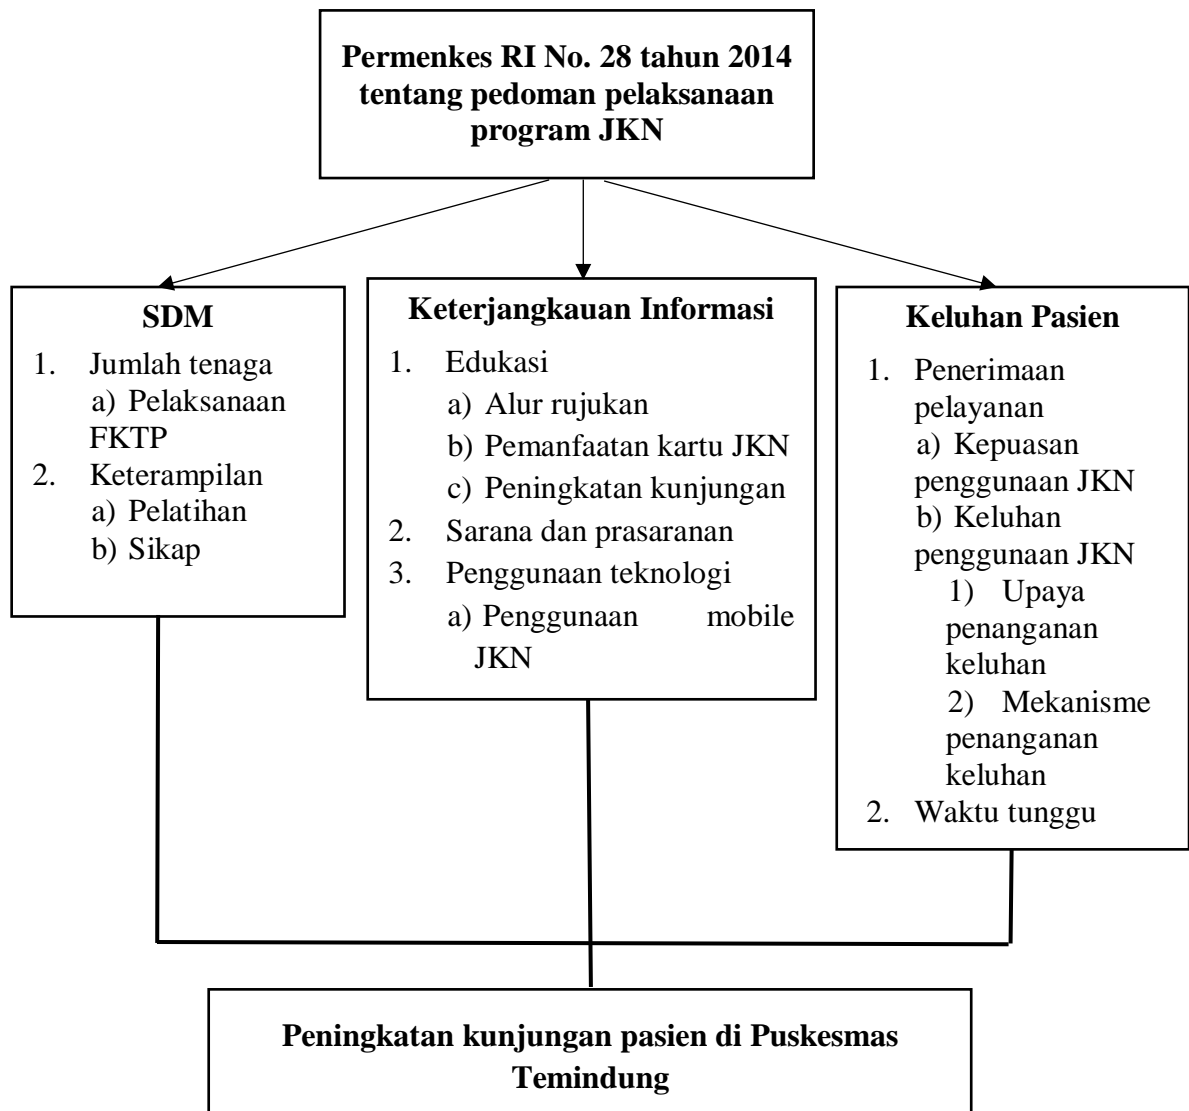 Permenkes RI No. 28 tahun 2014
tentang pedoman pelaksanaan
program JKN
SDM
1. Jumlah tenaga
a) Pelaksanaan
FKTP
2. Keterampilan
a) Pelatihan
b) Sikap
Keterjangkauan Informasi
1. Edukasi
a) Alur rujukan
b) Pemanfaatan kartu JKN
c) Peningkatan kunjungan
2. Sarana dan prasaranan
3. Penggunaan teknologi
a) Penggunaan mobile
JKN
Keluhan Pasien
1. Penerimaan
pelayanan
a) Kepuasan
penggunaan JKN
b) Keluhan
penggunaan JKN
1) Upaya
penanganan
keluhan
2) Mekanisme
penanganan
keluhan
2. Waktu tunggu
Peningkatan kunjungan pasien di Puskesmas
Temindung